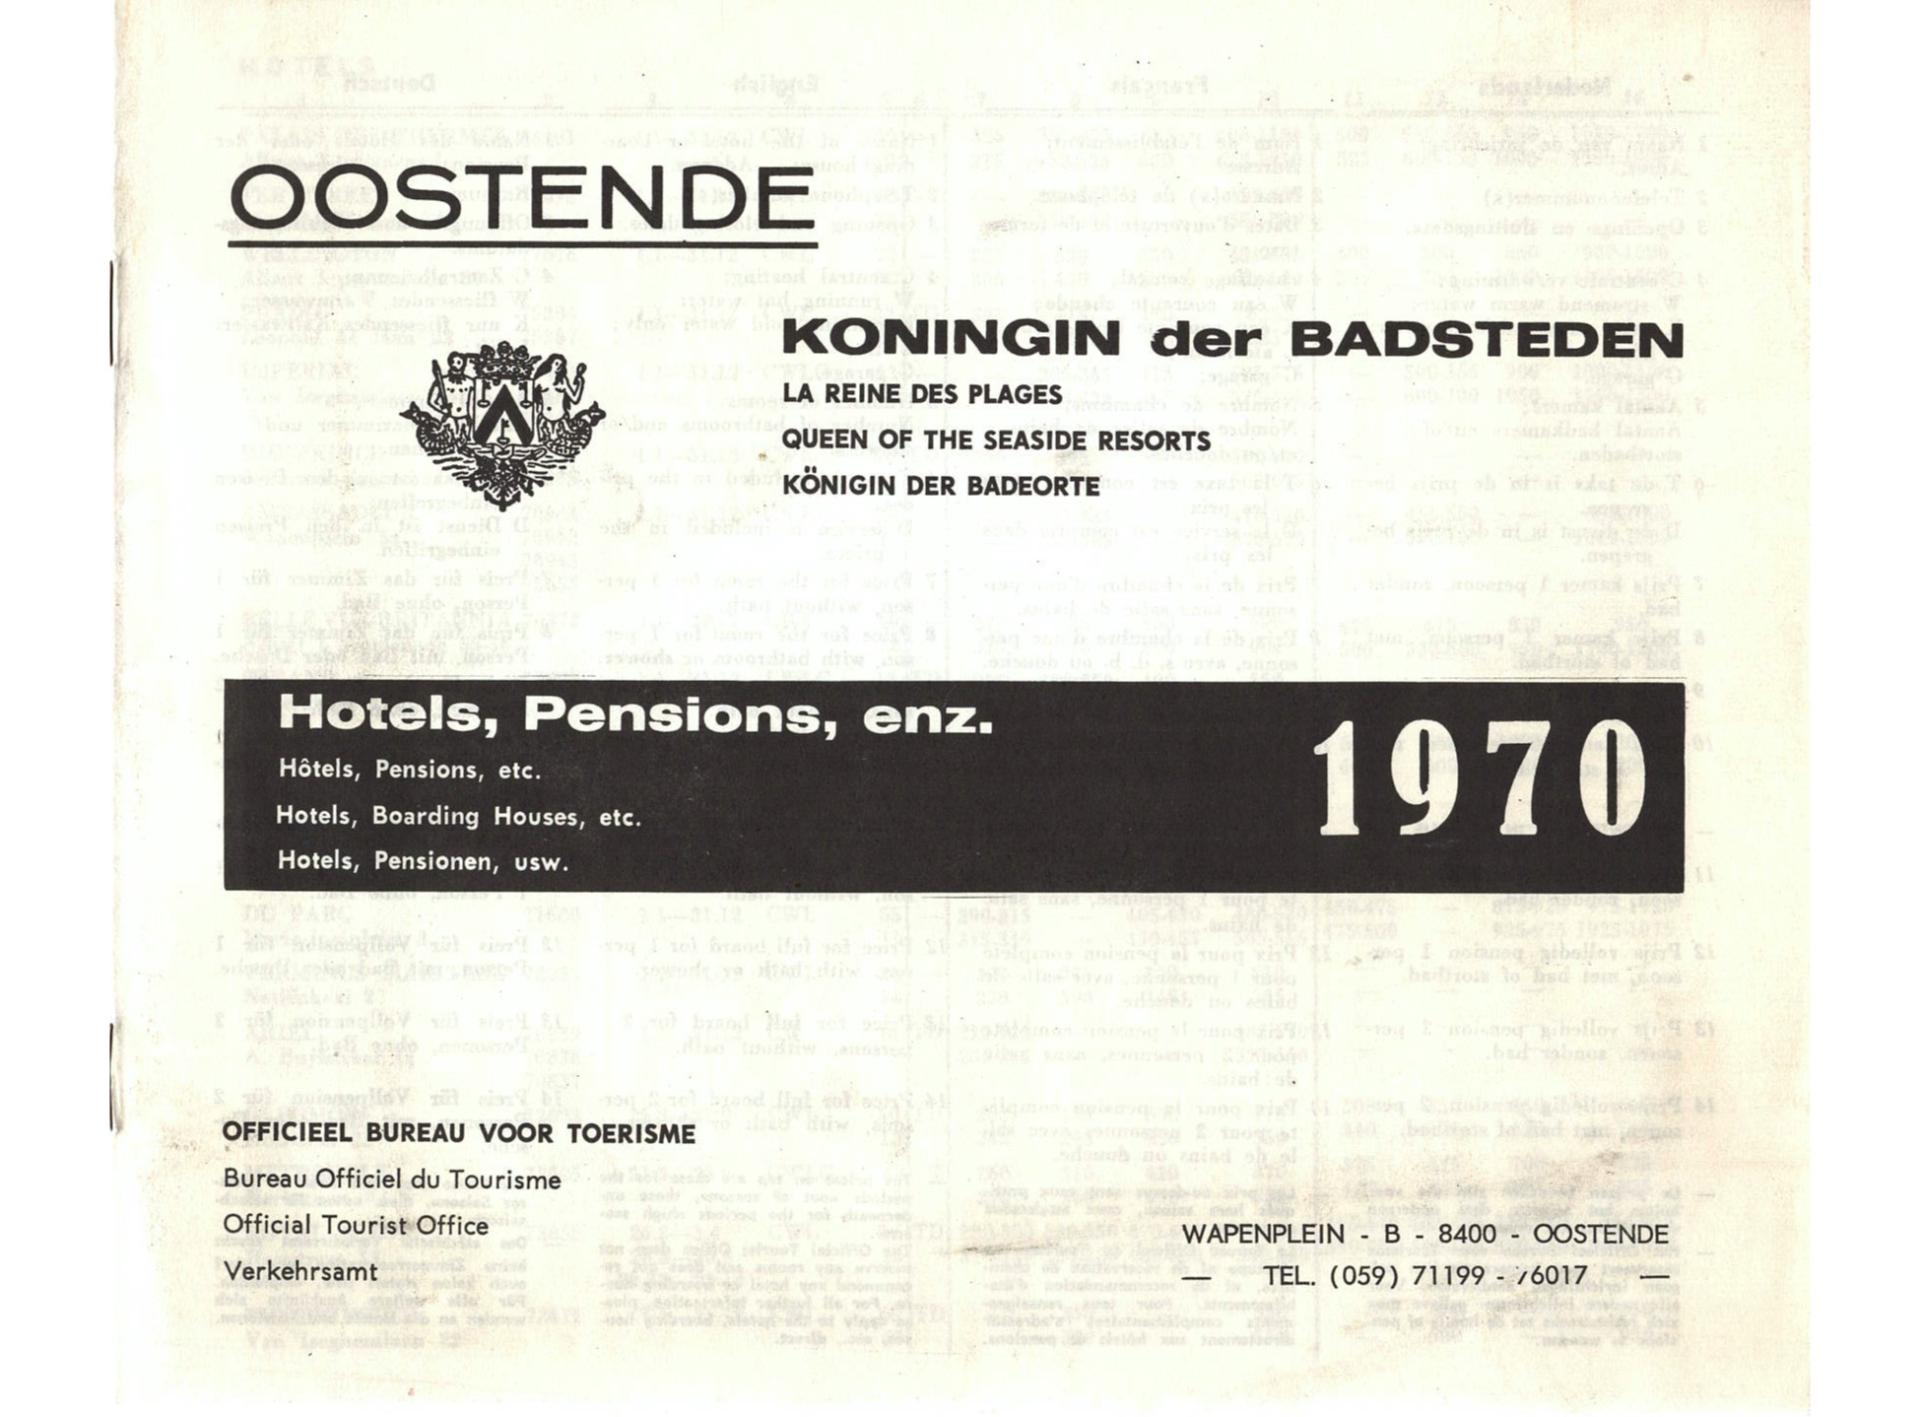 OOSTENDE
KONINGIN der BADSTEDEN
LA REINE DES PLAGES
QUEEN OF THE SEASIDE RESORTS
KÖNIGIN DER BADEORTE
Hotels, Pensions, enz.
Hôtels, Pensions, etc.
Hotels, Boarding Houses, etc.
Hotels, Pensionen, usw.
1970
OFFICIEEL BUREAU VOOR TOERISME
Bureau Officiel du Tourisme
Official Tourist Office
Verkehrsamt
WAPENPLEIN - B - 8400 - OOSTENDE
— TEL. (059) 71199 - 76017 —